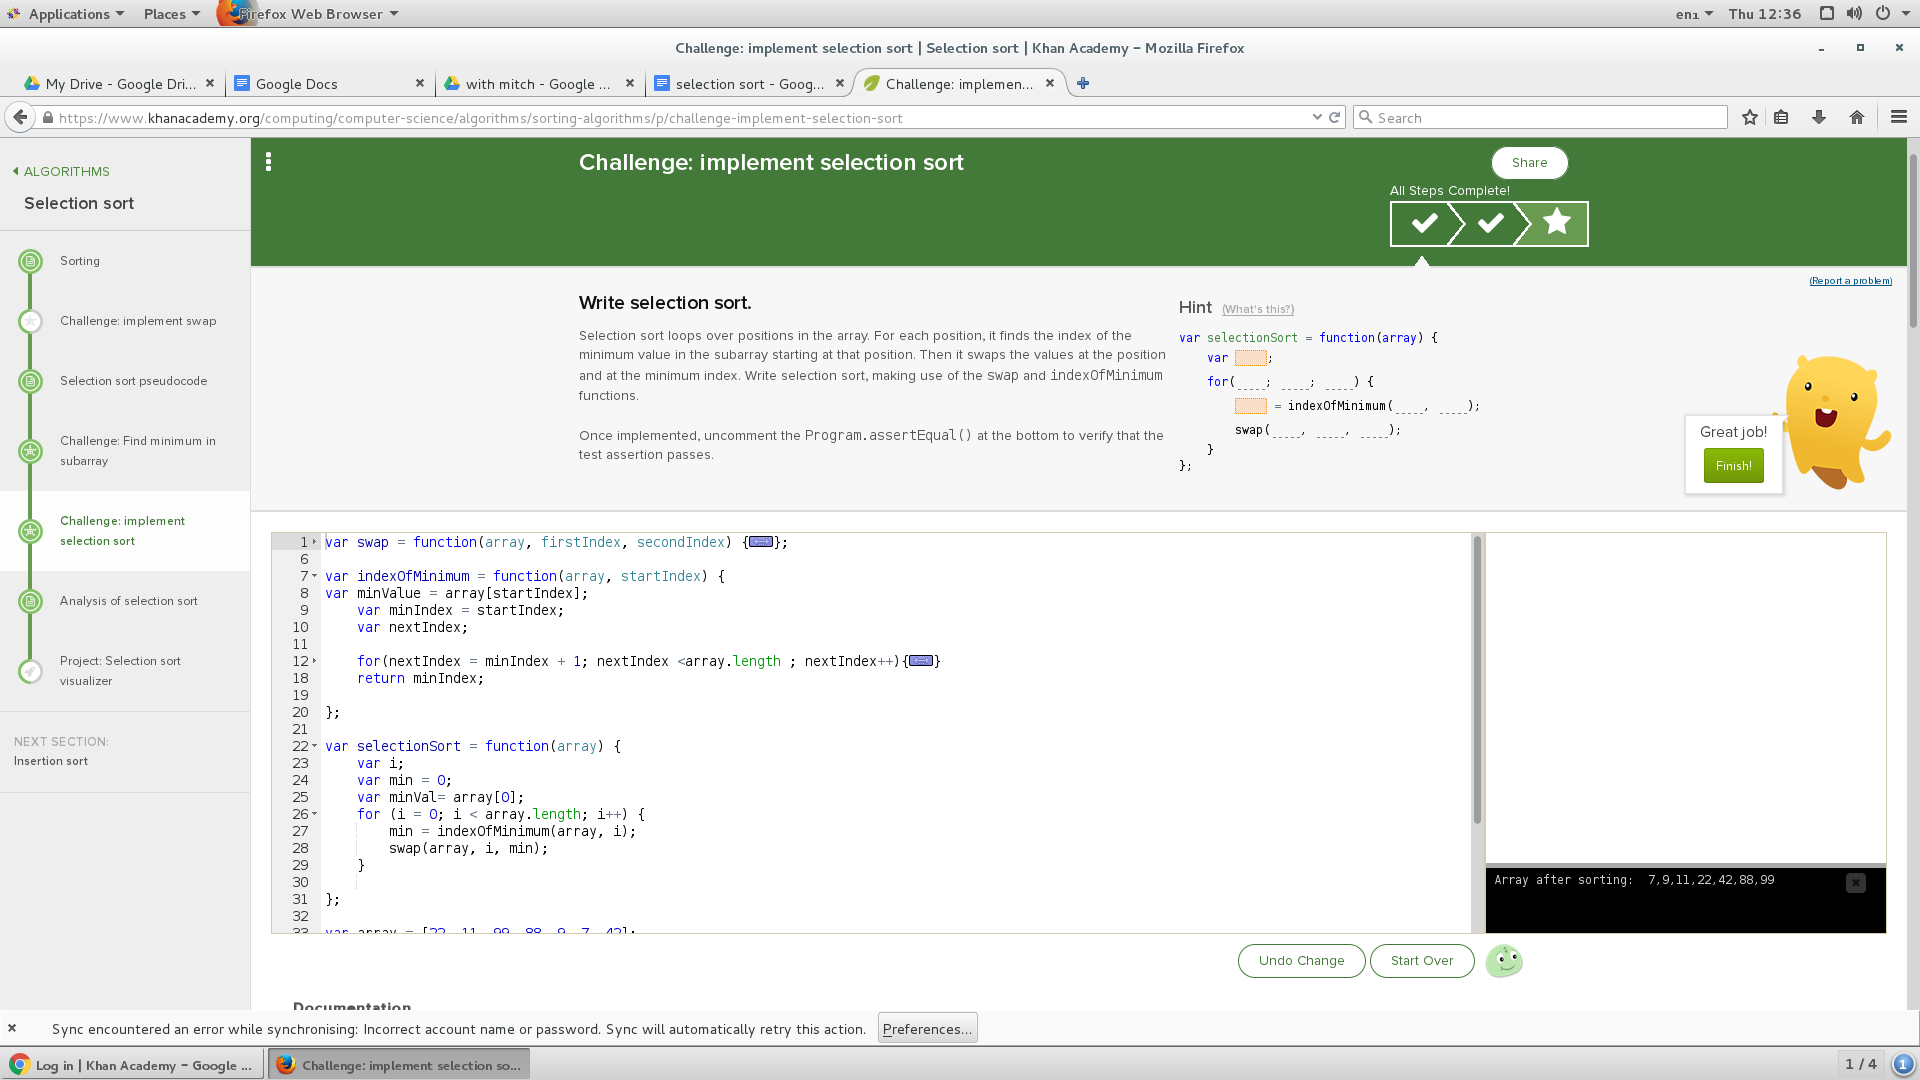 Applications Places Firefox Web Browser en1 Thu 12:36
Challenge: implement selection sort | Selection sort | Khan Academy - Mozilla Firefox
My Drive - Google Dri... Google Docs with mitch - Google ... selection sort - Goog... Challenge: implemen...
https://www.khanacademy.org/computing/computer-science/algorithms/sorting-algorithms/p/challenge-implement-selection-sort Search
ALGORITHMS
Selection sort
Sorting
Challenge: implement swap
Selection sort pseudocode
Challenge: Find minimum in
subarray
Challenge: implement
selection sort
Analysis of selection sort
Project: Selection sort
visualizer
NEXT SECTION:
Insertion sort
Challenge: implement selection sort
Share
All Steps Complete!
(Report a problem)
Write selection sort.
Selection sort loops over positions in the array. For each position, it finds the index of the
minimum value in the subarray starting at that position. Then it swaps the values at the position
and at the minimum index. Write selection sort, making use of the swap and indexOfMinimum
functions.
Once implemented, uncomment the Program.assertEqual() at the bottom to verify that the
test assertion passes.
Hint (What's this?)
var selectionSort = function(array) {
var ;
for(____; ____; ____) {
= indexOfMinimum(____, ____);
swap(____, ____, ____);
}
};
Great job!
Finish!
1 var swap = function(array, firstIndex, secondIndex) {};
6
7 var indexOfMinimum = function(array, startIndex) {
8 var minValue = array[startIndex];
9 var minIndex = startIndex;
10 var nextIndex;
11
12 for(nextIndex = minIndex + 1; nextIndex <array.length ; nextIndex++){}
18 return minIndex;
19
20 };
21
22 var selectionSort = function(array) {
23 var i;
24 var min = 0;
25 var minVal= array[0];
26 for (i = 0; i < array.length; i++) {
27 min = indexOfMinimum(array, i);
28 swap(array, i, min);
29 }
30
31 };
32
33 var array = [22, 11, 99, 88, 9, 7, 42];
Array after sorting: 7,9,11,22,42,88,99
Undo Change Start Over
Documentation
Sync encountered an error while synchronising: Incorrect account name or password. Sync will automatically retry this action. Preferences...
Log in | Khan Academy - Google ... Challenge: implement selection so... 1 / 4 1